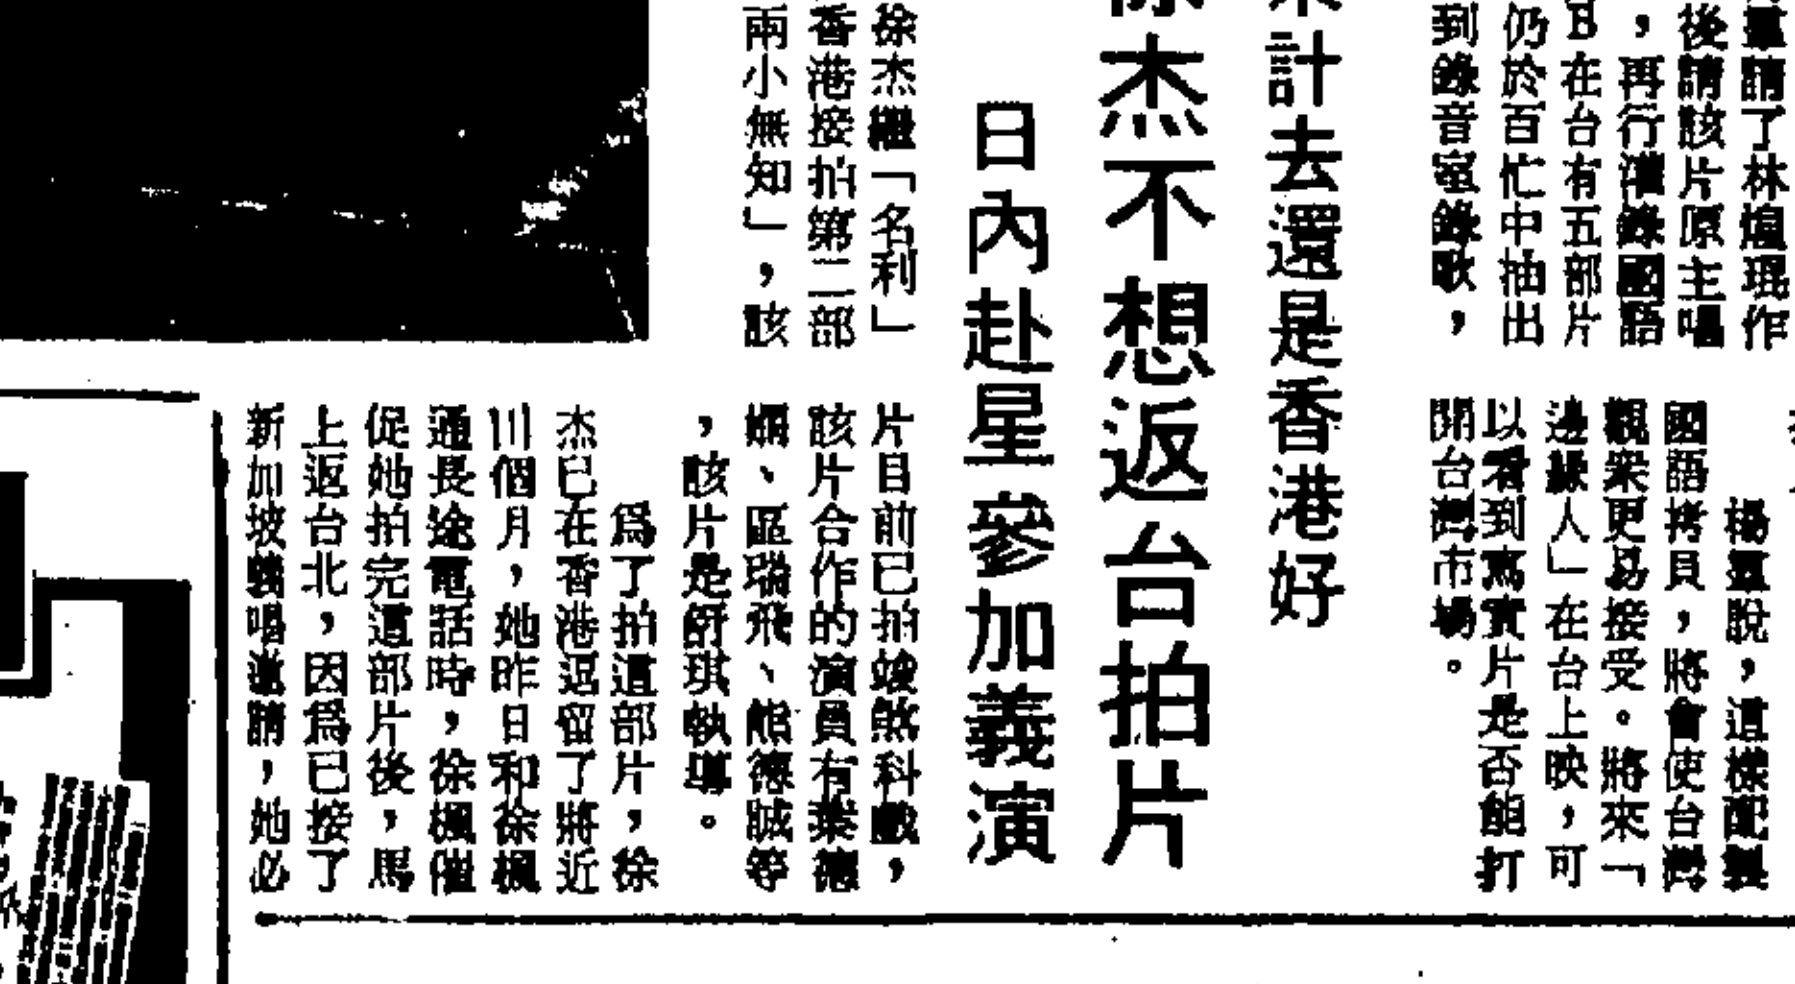 請了林煌琨作
後請該片原主唱
，再行灌錄國語
B在台有五部片
仍於百忙中抽出
到錄音室錄歌，
楊靈說，這樣配製
國語拷貝，將會使台灣
觀眾更易接受。將來「
邊緣人」在台上映，可
以看到寫實片是否能打
開台灣市場。
計去還是香港好
徐杰不想返台拍片
日內赴星參加義演
徐杰繼「名利」
香港接拍第二部
兩小無知」，該
片目前已拍竣煞科戲，
該片合作的演員有葉德
嫻、區瑞飛、熊德誠等
，該片是舒琪執導。
爲了拍這部片，徐
杰已在香港逗留了將近
三個月，她昨日和徐楓
通長途電話時，徐楓催
促她拍完這部片後，馬
上返台北，因爲已接了
新加坡義唱邀請，她必